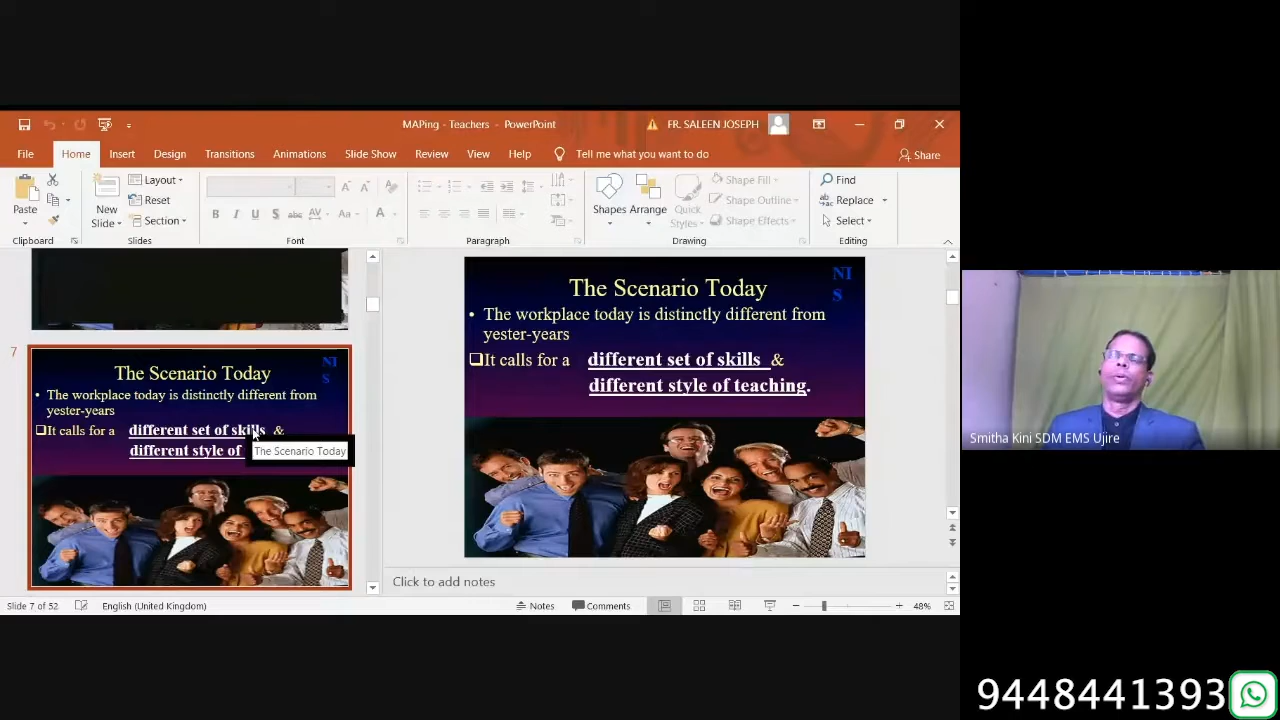 MAPing - Teachers - PowerPoint
FR. SALEEN JOSEPH
File Home Insert Design Transitions Animations Slide Show Review View Help Tell me what you want to do Share
Paste
New
Slide
Layout
Reset
Section
B I U S abc AV Aa A
Shapes
Arrange
Quick
Styles
Shape Fill
Shape Outline
Shape Effects
Find
Replace
Select
Clipboard Slides Font Paragraph Drawing Editing
7
The Scenario Today
NI
S
• The workplace today is distinctly different from
yester-years
It calls for a different set of skills &
different style of
The Scenario Today
The Scenario Today
NI
S
• The workplace today is distinctly different from
yester-years
It calls for a different set of skills &
different style of teaching.
Click to add notes
Slide 7 of 52 English (United Kingdom) Notes Comments 48%
Smitha Kini SDM EMS Ujire
9448441393